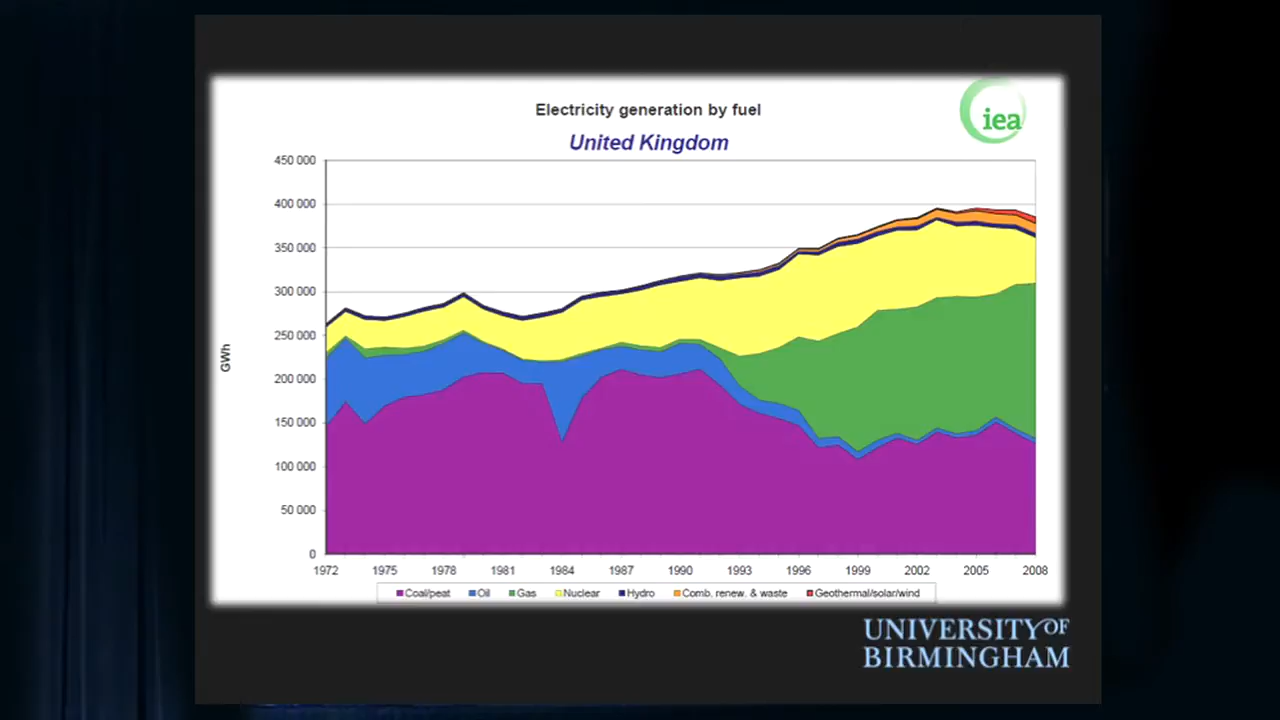 Electricity generation by fuel
United Kingdom
iea
450 000
400 000
350 000
300 000
250 000
200 000
150 000
100 000
50 000
0
GWh
1972 1975 1978 1981 1984 1987 1990 1993 1996 1999 2002 2005 2008
Coal/peat Oil Gas Nuclear Hydro Comb. renew. & waste Geothermal/solar/wind
UNIVERSITY OF
BIRMINGHAM